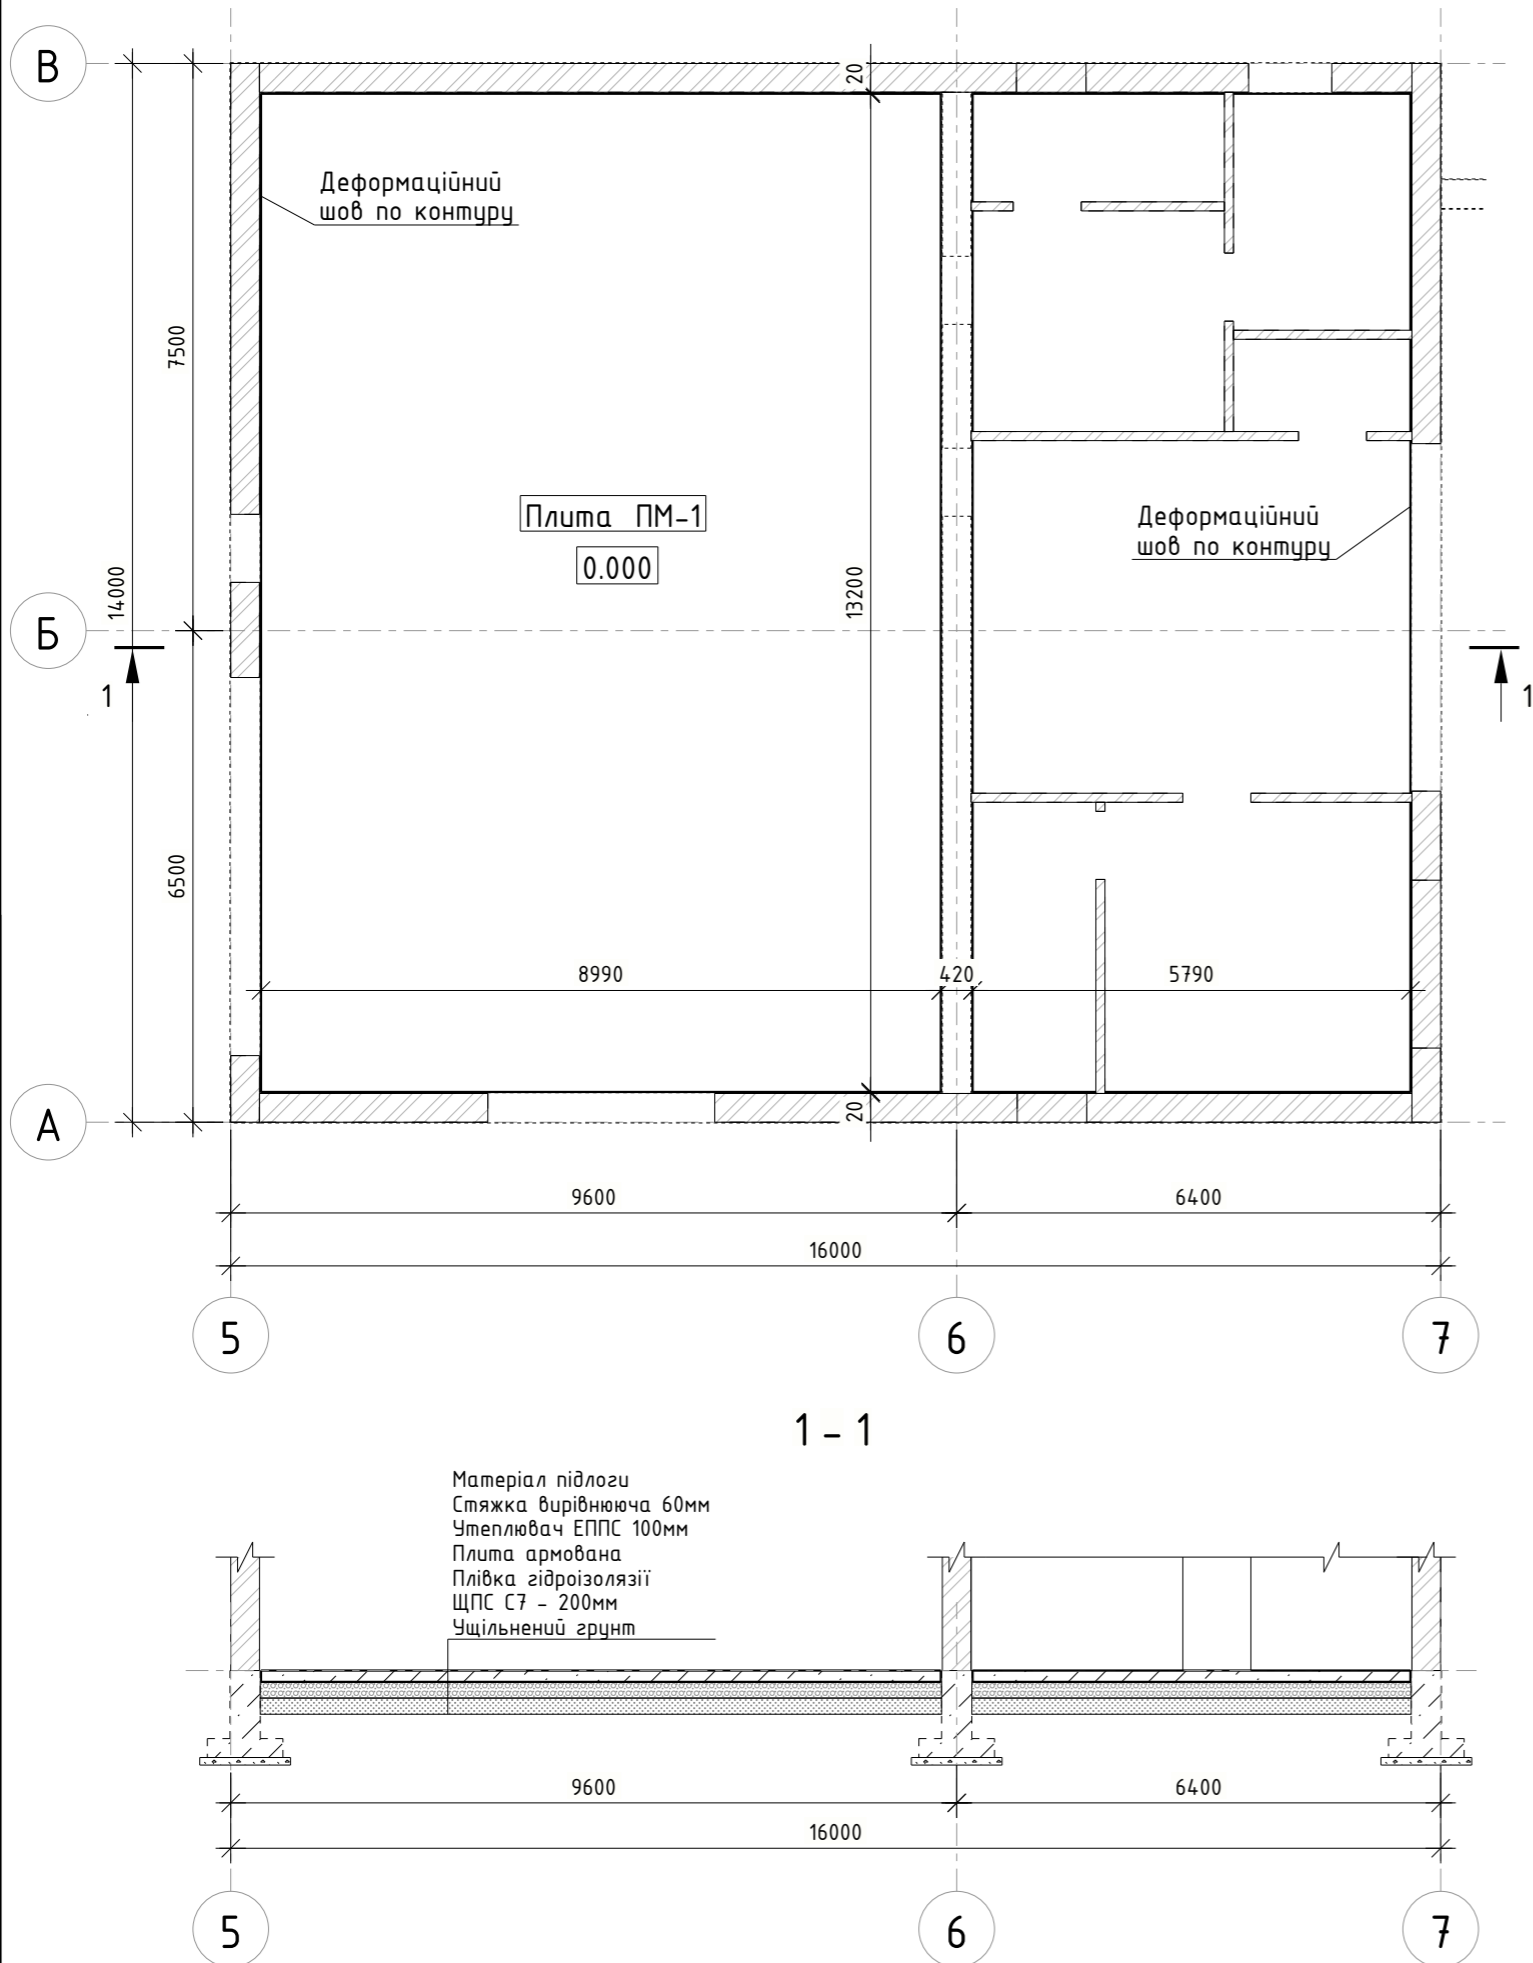 В
20
Деформаційний
шов по контуру
7500
Плита ПМ-1
0.000
Деформаційний
шов по контуру
14000
13200
Б
1
1
6500
8990
420
5790
А
20
9600
6400
16000
5
6
7
1 - 1
Матеріал підлоги
Стяжка вирівнююча 60мм
Утеплювач ЕППС 100мм
Плита армована
Плівка гідроізолязії
ЩПС С7 - 200мм
Ущільнений грунт
9600
6400
16000
5
6
7